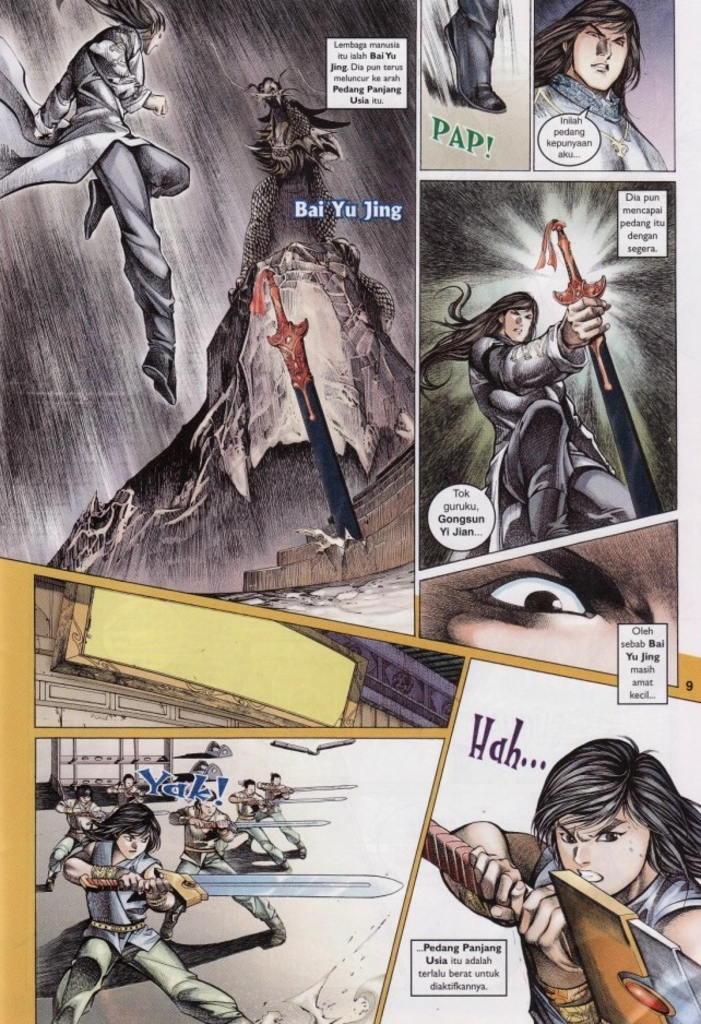 Lembaga manusia
itu ialah Bai Yu
Jing. Dia pun terus
meluncur ke arah
Pedang Panjang
Usia itu.
Bai Yu Jing
PAP!
Inilah
pedang
kepunyaan
aku...
Dia pun
mencapai
pedang itu
dengan
segera.
Tok
guruku,
Gongsun
Yi Jian...
Oleh
sebab Bai
Yu Jing
masih
amat
kecil...
9
Yak!
Hah...
...Pedang Panjang
Usia itu adalah
terlalu berat untuk
diaktifkannya.